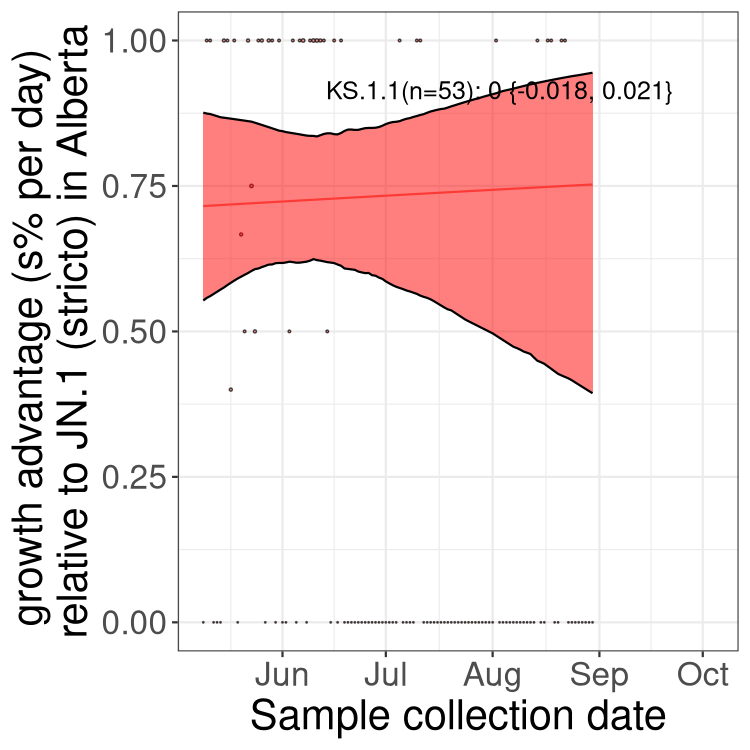 growth advantage (s% per day)
relative to JN.1 (stricto) in Alberta
1.00
0.75
0.50
0.25
0.00
KS.1.1(n=53): 0 {-0.018, 0.021}
Jun Jul Aug Sep Oct
Sample collection date